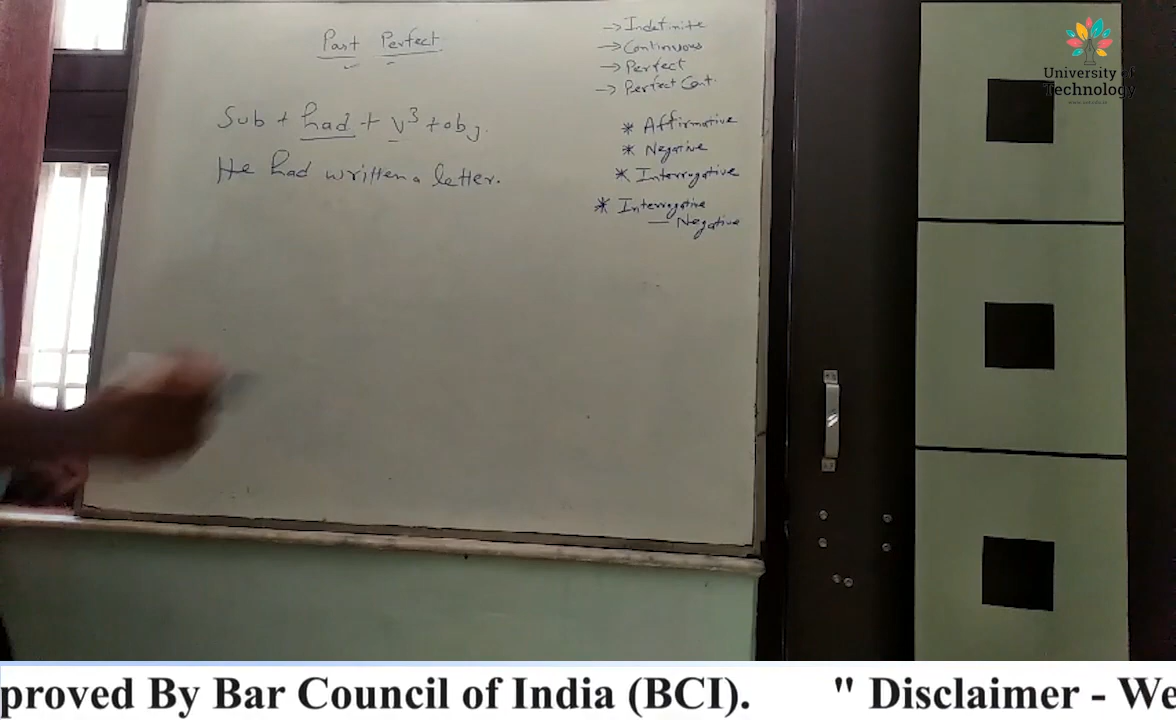 Past Perfect
Sub + had + V³ + obj.
He had written a letter.
→ Indefinite
→ Continuous
→ Perfect
→ Perfect Cont.
* Affirmative
* Negative
* Interrogative
* Interrogative
— Negative
University of
Technology
proved By Bar Council of India (BCI). " Disclaimer - We